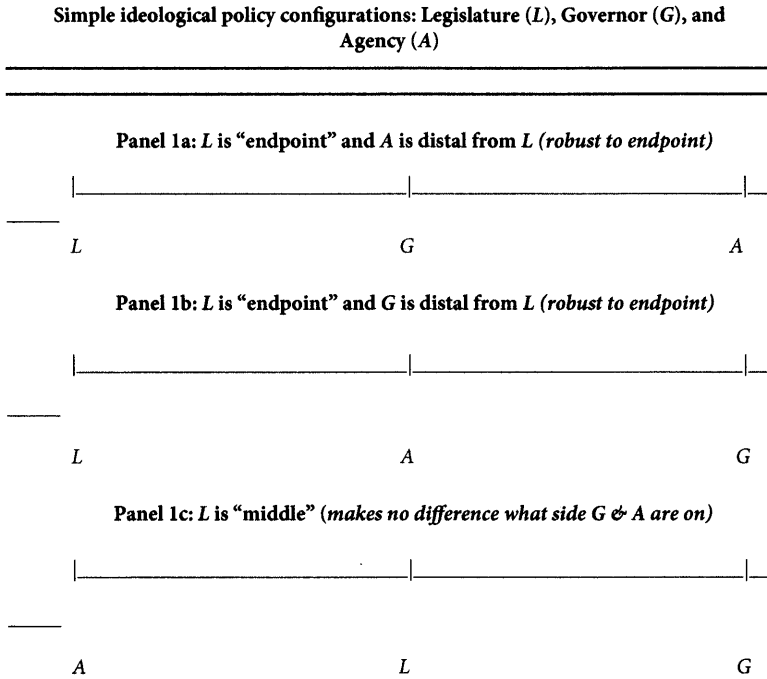 Simple ideological policy configurations: Legislature (L), Governor (G), and
Agency (A)
Panel 1a: L is “endpoint” and A is distal from L (robust to endpoint)
L G A
Panel 1b: L is “endpoint” and G is distal from L (robust to endpoint)
L A G
Panel 1c: L is “middle” (makes no difference what side G & A are on)
A L G